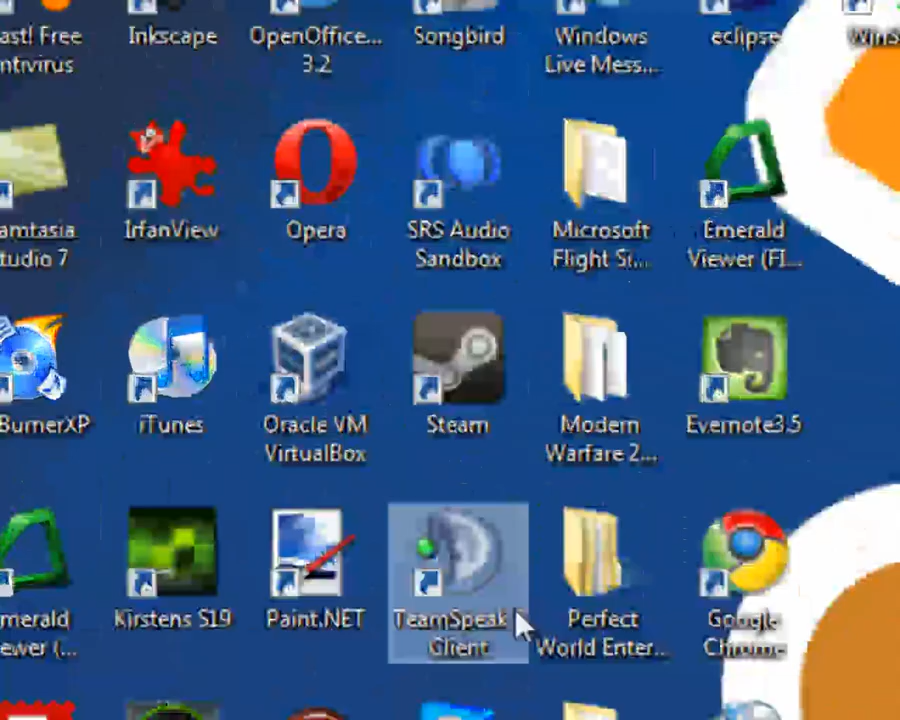 ast! Free
ntivirus
Inkscape
OpenOffice...
3.2
Songbird
Windows
Live Mess...
eclipse
WinS
amtasia
tudio 7
IrfanView
Opera
SRS Audio
Sandbox
Microsoft
Flight Si...
Emerald
Viewer (FI...
BurnerXP
iTunes
Oracle VM
VirtualBox
Steam
Modern
Warfare 2...
Evernote3.5
merald
ewer (...
Kirstens S19
Paint.NET
TeamSpeak
Client
Perfect
World Enter...
Google
Chrome